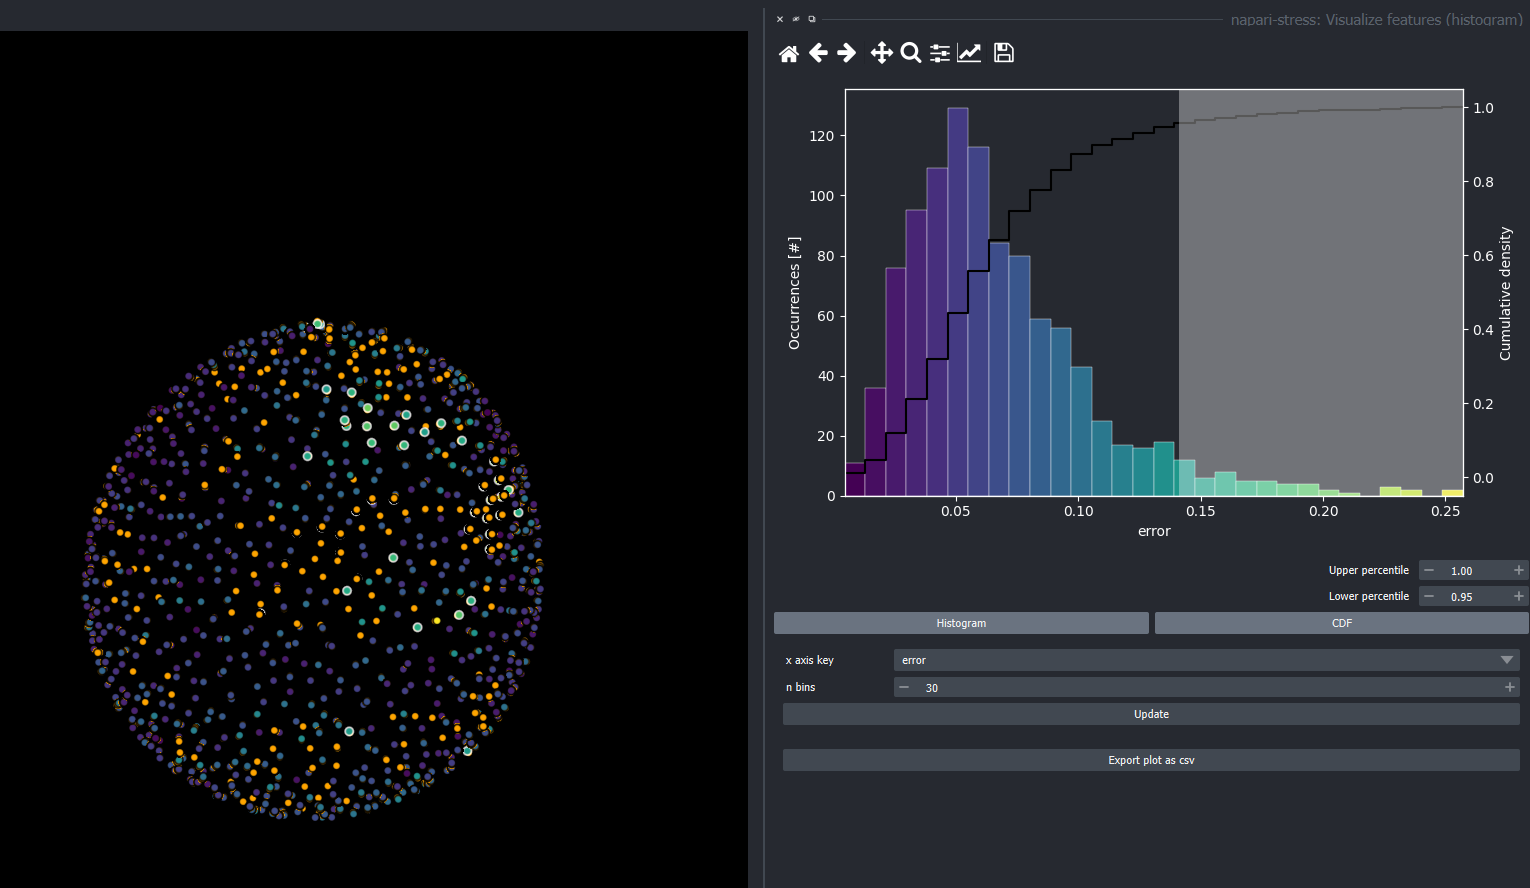 napari-stress: Visualize features (histogram)
120
100
80
60
40
20
0
Occurrences [#]
1.0
0.8
0.6
0.4
0.2
0.0
Cumulative density
0.05 0.10 0.15 0.20 0.25
error
Upper percentile 1.00
Lower percentile 0.95
Histogram CDF
x axis key error
n bins 30
Update
Export plot as csv